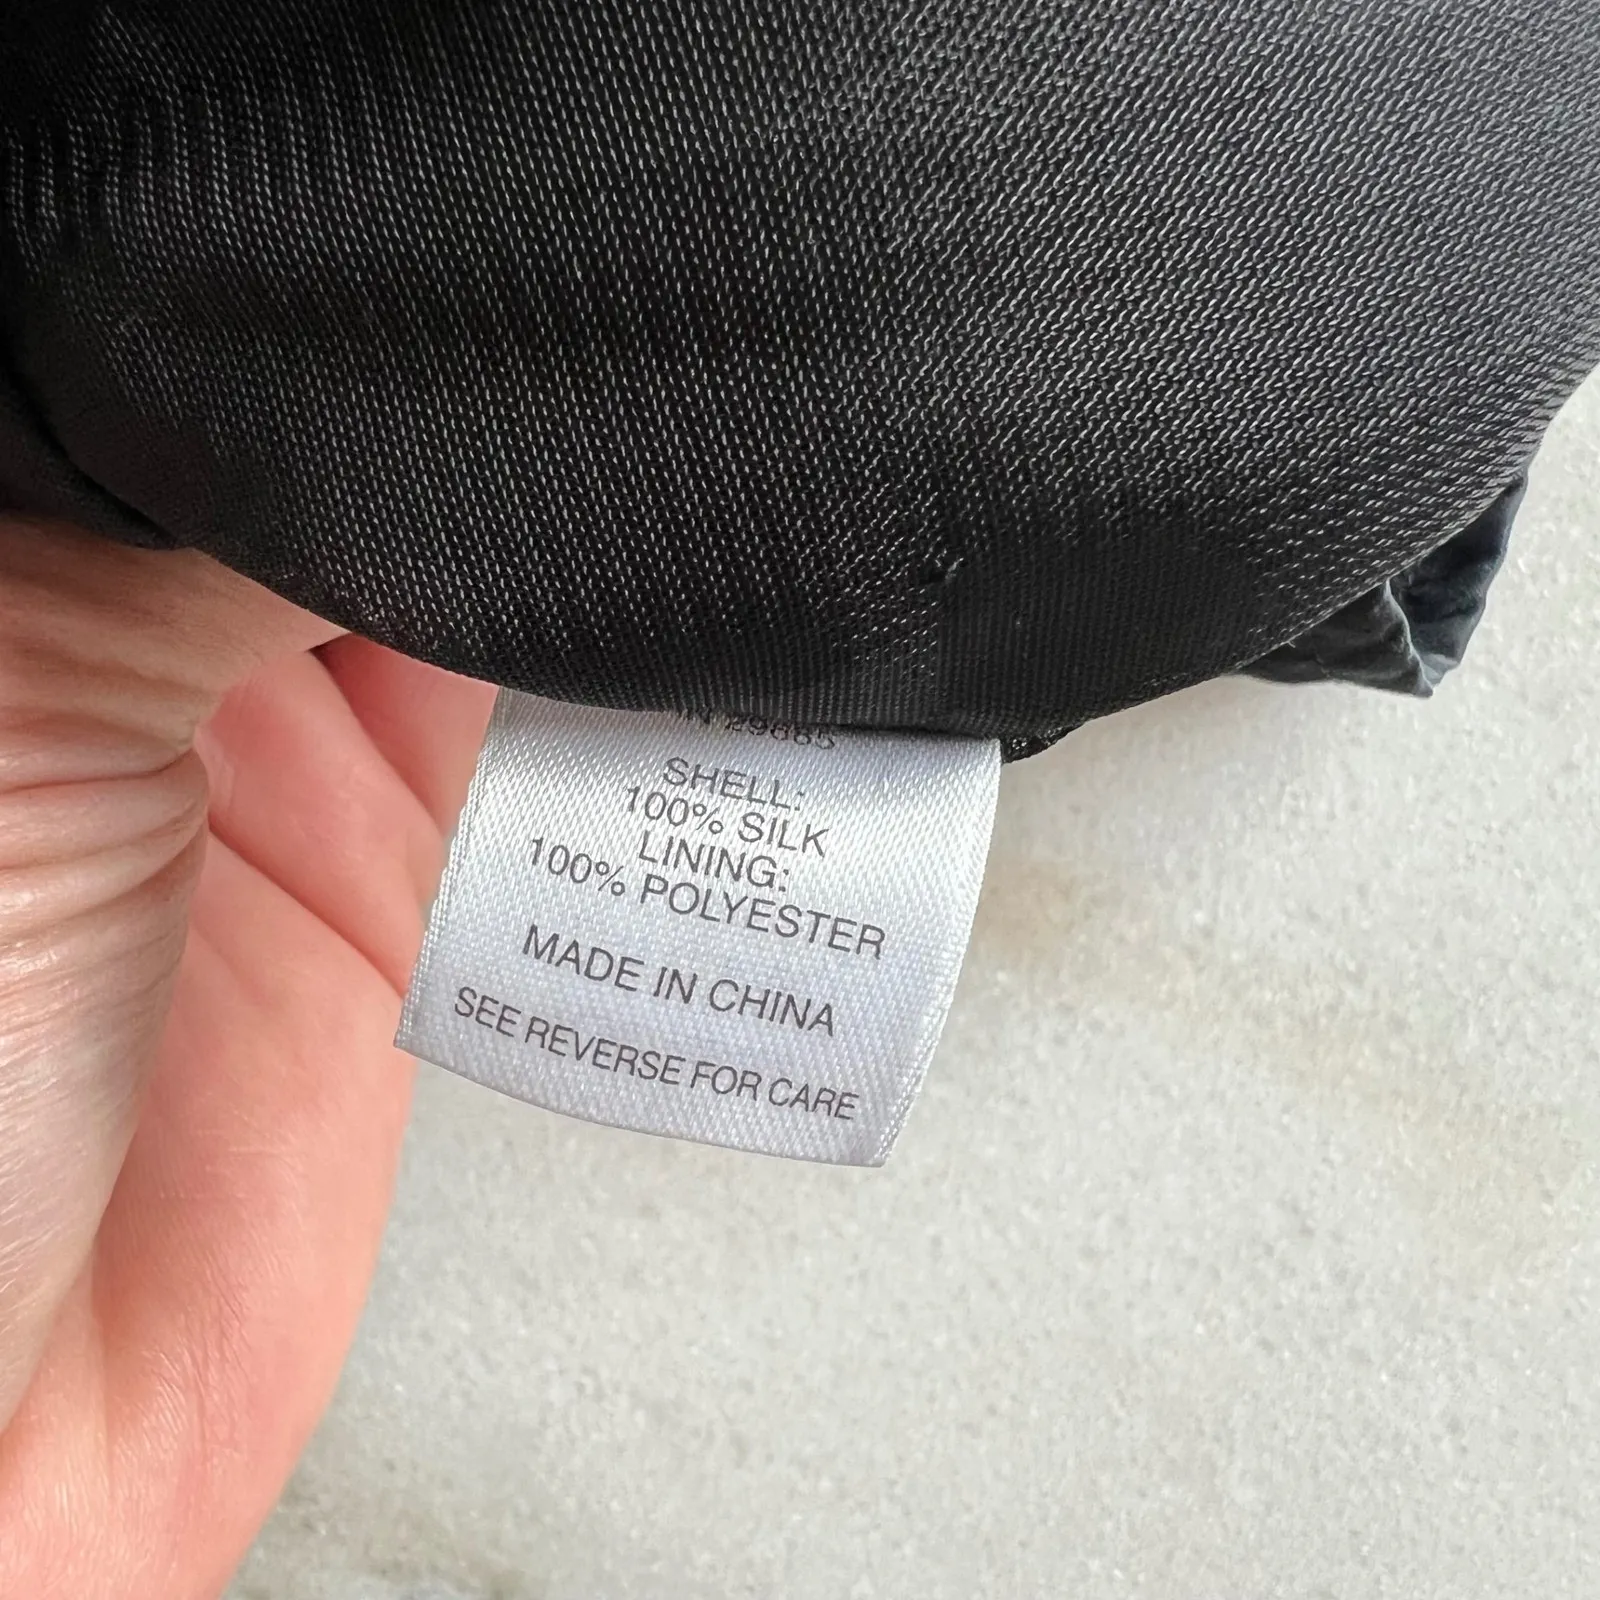 SHELL:
100% SILK
LINING:
100% POLYESTER
MADE IN CHINA
SEE REVERSE FOR CARE